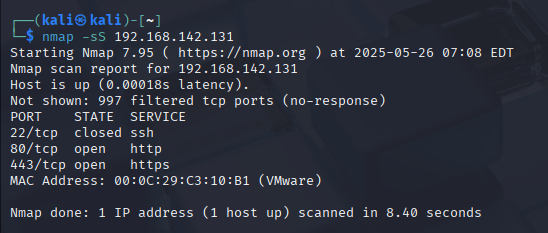 ┌──(kali㉿kali)-[~]
└─$ nmap -sS 192.168.142.131
Starting Nmap 7.95 ( https://nmap.org ) at 2025-05-26 07:08 EDT
Nmap scan report for 192.168.142.131
Host is up (0.00018s latency).
Not shown: 997 filtered tcp ports (no-response)
PORT    STATE  SERVICE
22/tcp  closed ssh
80/tcp  open   http
443/tcp open   https
MAC Address: 00:0C:29:C3:10:B1 (VMware)
Nmap done: 1 IP address (1 host up) scanned in 8.40 seconds